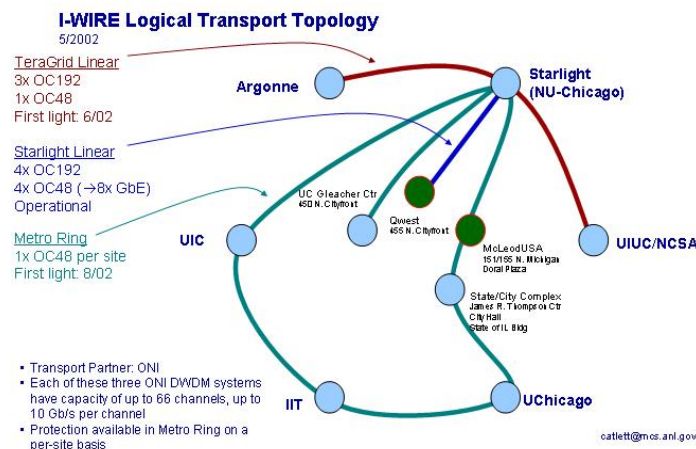 I-WIRE Logical Transport Topology
5/2002
TeraGrid Linear
3x OC192
1x OC48
First light: 6/02
Starlight Linear
4x OC192
4x OC48 (→8x GbE)
Operational
Metro Ring
1x OC48 per site
First light: 8/02
Argonne
Starlight
(NU-Chicago)
UC Gleacher Ctr
450 N. Cityfront
Qwest
455 N. Cityfront
UIC
McLeodUSA
151/155 N. Michigan
Doral Plaza
UIUC/NCSA
State/City Complex
James R. Thompson Ctr
City Hall
State of IL Bldg
IIT
UChicago
• Transport Partner: ONI
• Each of these three ONI DWDM systems
have capacity of up to 66 channels, up to
10 Gb/s per channel
• Protection available in Metro Ring on a
per-site basis
catlett@mcs.anl.gov